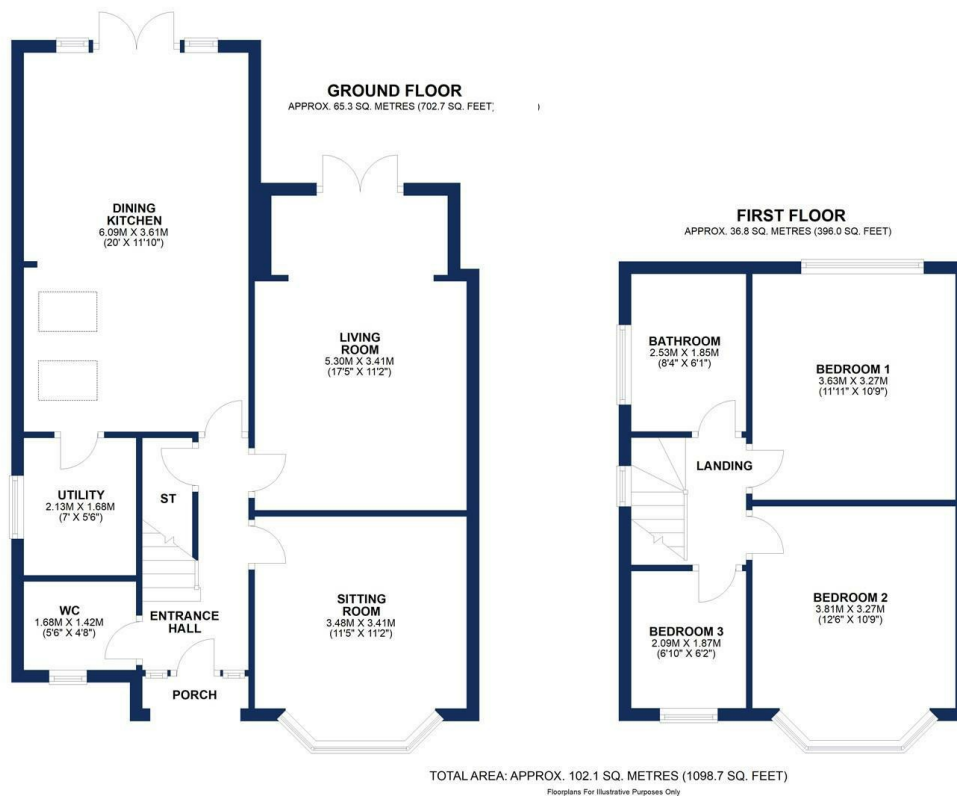 GROUND FLOOR
APPROX. 65.3 SQ. METRES (702.7 SQ. FEET)
DINING
KITCHEN
6.09M X 3.61M
(20' X 11'10")
LIVING
ROOM
5.30M X 3.41M
(17'5" X 11'2")
UTILITY
2.13M X 1.68M
(7' X 5'6")
ST
WC
1.68M X 1.42M
(5'6" X 4'8")
ENTRANCE
HALL
SITTING
ROOM
3.48M X 3.41M
(11'5" X 11'2")
PORCH
FIRST FLOOR
APPROX. 36.8 SQ. METRES (396.0 SQ. FEET)
BATHROOM
2.53M X 1.85M
(8'4" X 6'1")
BEDROOM 1
3.63M X 3.27M
(11'11" X 10'9")
LANDING
BEDROOM 2
3.81M X 3.27M
(12'6" X 10'9")
BEDROOM 3
2.09M X 1.87M
(6'10" X 6'2")
TOTAL AREA: APPROX. 102.1 SQ. METRES (1098.7 SQ. FEET)
Floorplans For Illustrative Purposes Only